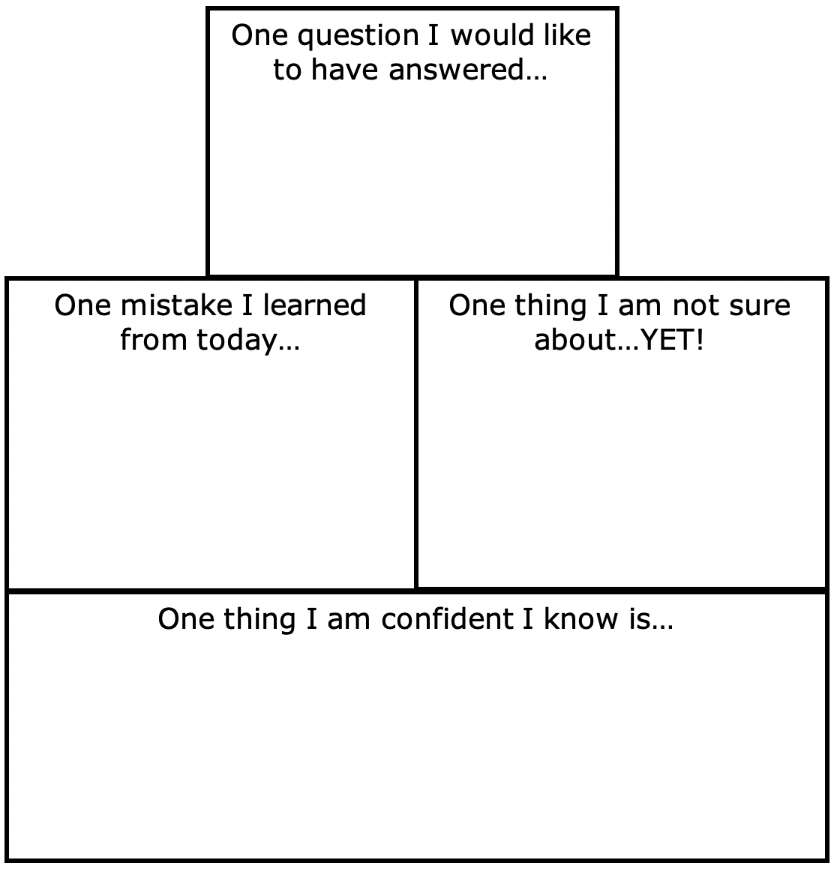 One question I would like
to have answered…
One mistake I learned
from today…
One thing I am not sure
about…YET!
One thing I am confident I know is…